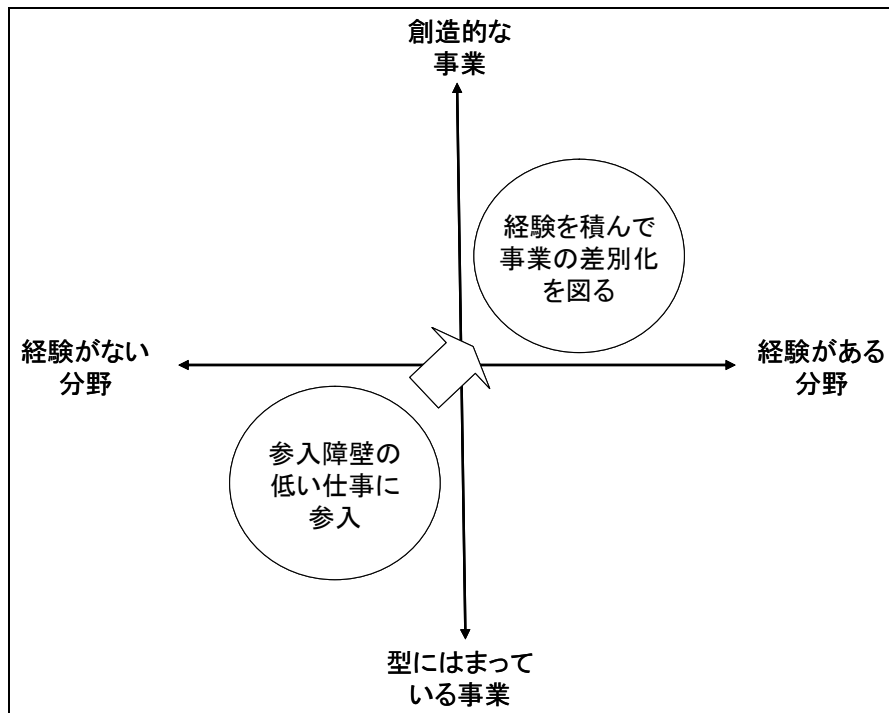 創造的な
事業
経験を積んで
事業の差別化
を図る
経験がない
分野
経験がある
分野
参入障壁の
低い仕事に
参入
型にはまって
いる事業